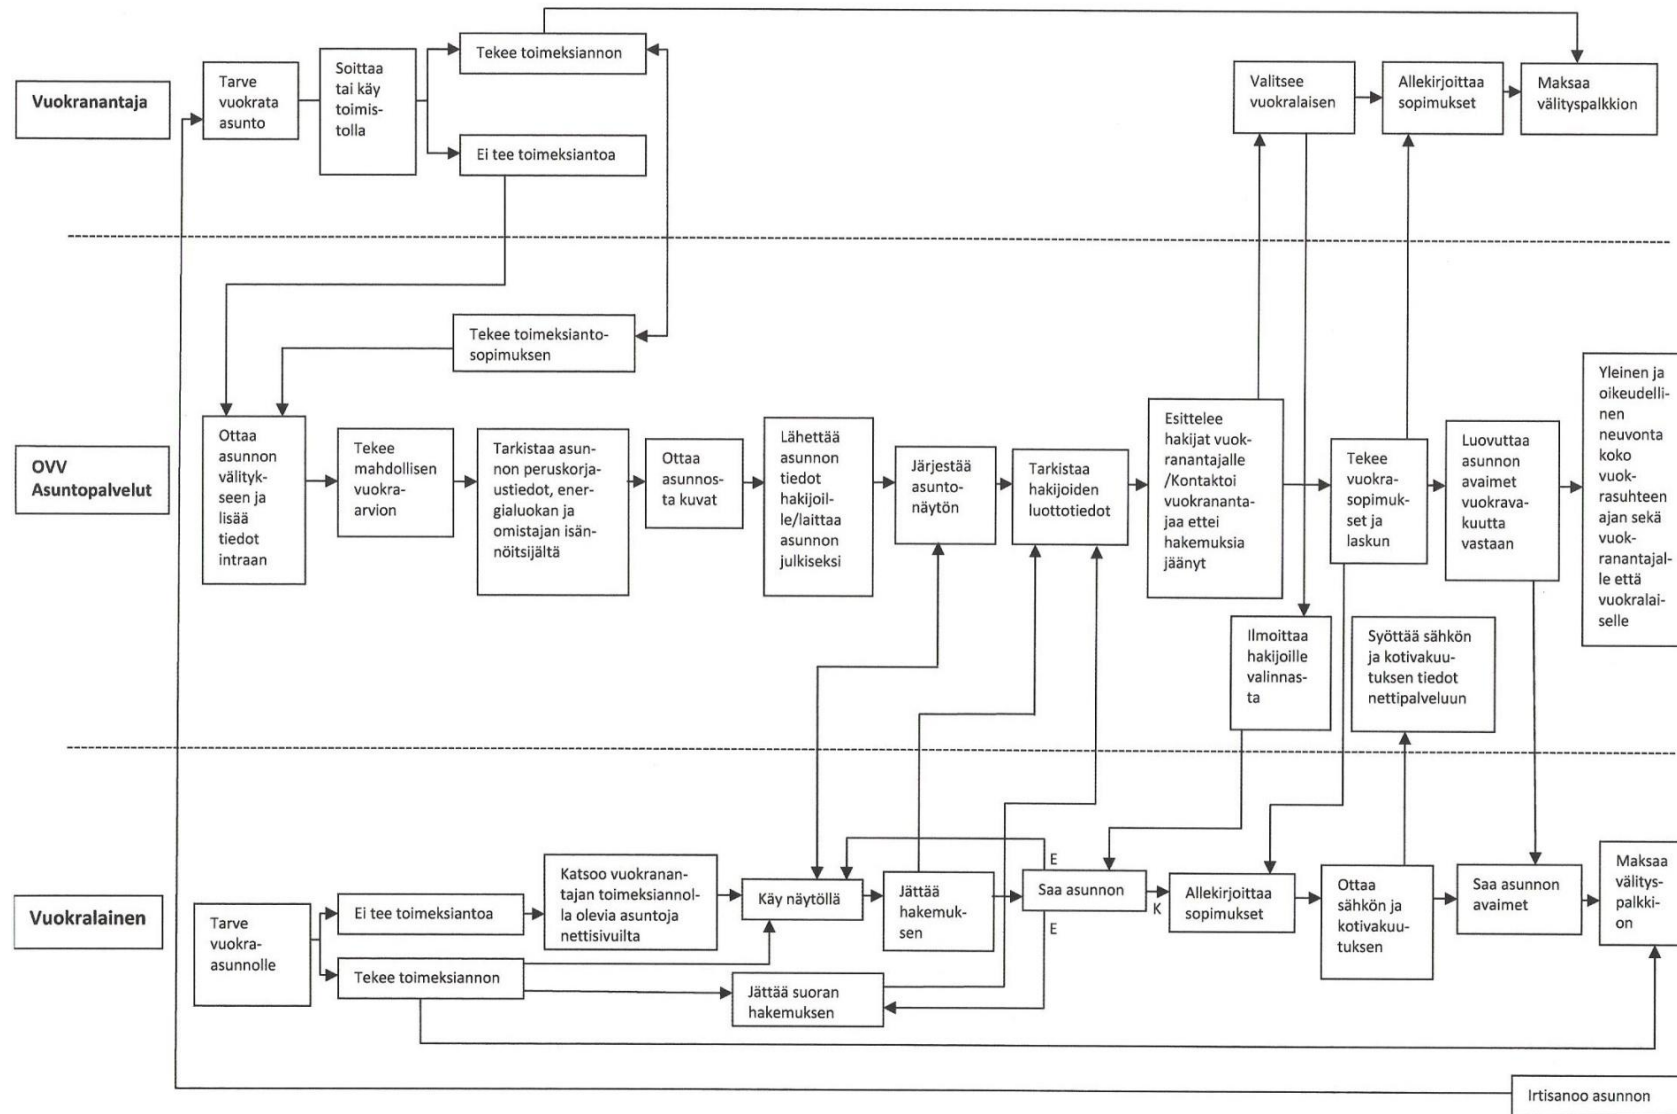 Vuokranantaja
Tarve
vuokrata
asunto
Soittaa
tai käy
toimis-
tolla
Tekee toimeksiannon
Ei tee toimeksiantoa
Valitsee
vuokralaisen
Allekirjoittaa
sopimukset
Maksaa
välityspalkkion
Tekee toimeksianto-
sopimuksen
OVV
Asuntopalvelut
Ottaa
asunnon
välityk-
seen ja
lisää
tiedot
intraan
Tekee
mahdollisen
vuokra-
arvion
Tarkistaa asun-
non peruskorja-
ustiedot, ener-
gialuokan ja
omistajan isän-
nöitsijältä
Ottaa
asunnos-
ta kuvat
Lähettää
asunnon
tiedot
hakijoil-
le/laittaa
asunnon
julkiseksi
Järjestää
asunto-
näytön
Tarkistaa
hakijoiden
luottotiedot
Esittelee
hakijat vuok-
ranantajalle
/Kontaktoi
vuokrananta-
jaa ettei
hakemuksia
jäänyt
Tekee
vuokra-
sopimuk-
set ja
laskun
Luovuttaa
asunnon
avaimet
vuokrava-
kuutta
vastaan
Yleinen ja
oikeudelli-
nen
neuvonta
koko
vuok-
rasuhteen
ajan sekä
vuok-
ranantajal-
le että
vuokralai-
selle
Ilmoittaa
hakijoille
valinnas-
ta
Syöttää sähkön
ja kotivakuu-
tuksen tiedot
nettipalveluun
Vuokralainen
Tarve
vuokra-
asunnolle
Ei tee toimeksiantoa
Tekee toimeksiannon
Katsoo vuokranan-
tajan toimeksiannol-
la olevia asuntoja
nettisivuilta
Käy näytöllä
Jättää
hakemuk-
sen
Jättää suoran
hakemuksen
E
Saa asunnon
E
K
Allekirjoittaa
sopimukset
Ottaa
sähkön ja
kotivakuu-
tuksen
Saa asunnon
avaimet
Maksaa
välitys-
palkki-
on
Irtisanoo asunnon